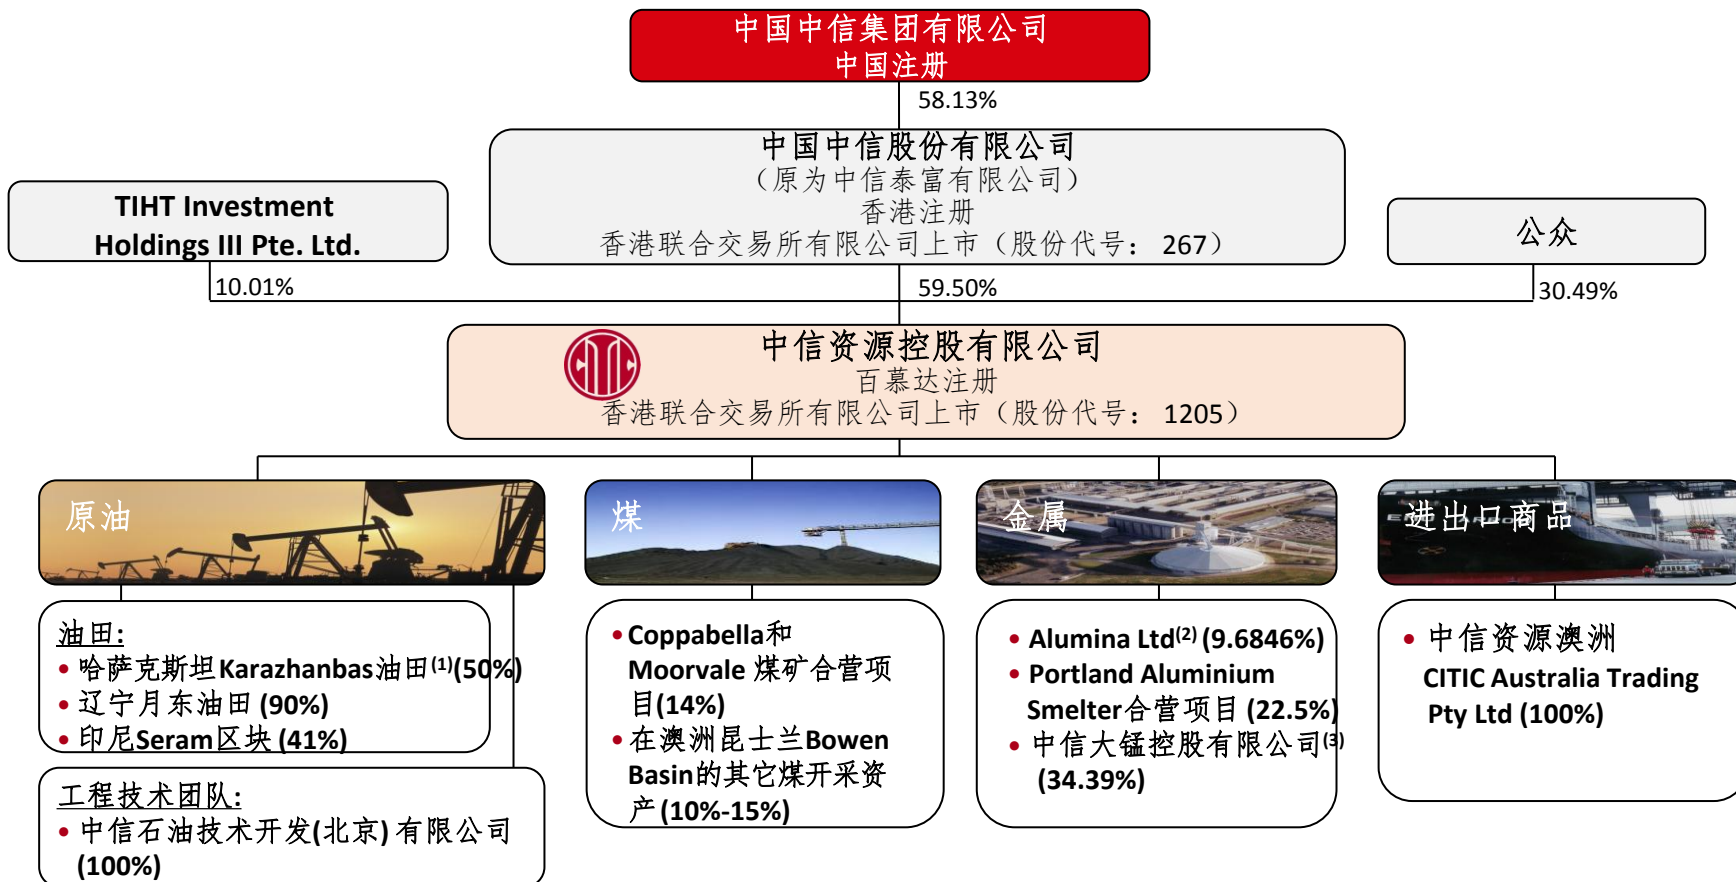 中国中信集团有限公司
中国注册
58.13%
中国中信股份有限公司
（原为中信泰富有限公司）
香港注册
香港联合交易所有限公司上市（股份代号： 267）
TIHT Investment
Holdings III Pte. Ltd.
公众
10.01%
59.50%
30.49%
中信资源控股有限公司
百慕达注册
香港联合交易所有限公司上市（股份代号： 1205）
原油
煤
金属
进出口商品
油田:
• 哈萨克斯坦Karazhanbas油田(1)(50%)
• 辽宁月东油田 (90%)
• 印尼Seram区块 (41%)
工程技术团队:
• 中信石油技术开发(北京) 有限公司
(100%)
• Coppabella和
Moorvale 煤矿合营项
目(14%)
• 在澳洲昆士兰Bowen
Basin的其它煤开采资
产 (10%-15%)
• Alumina Ltd(2) (9.6846%)
• Portland Aluminium
Smelter合营项目 (22.5%)
• 中信大锰控股有限公司(3)
(34.39%)
• 中信资源澳洲
CITIC Australia Trading
Pty Ltd (100%)